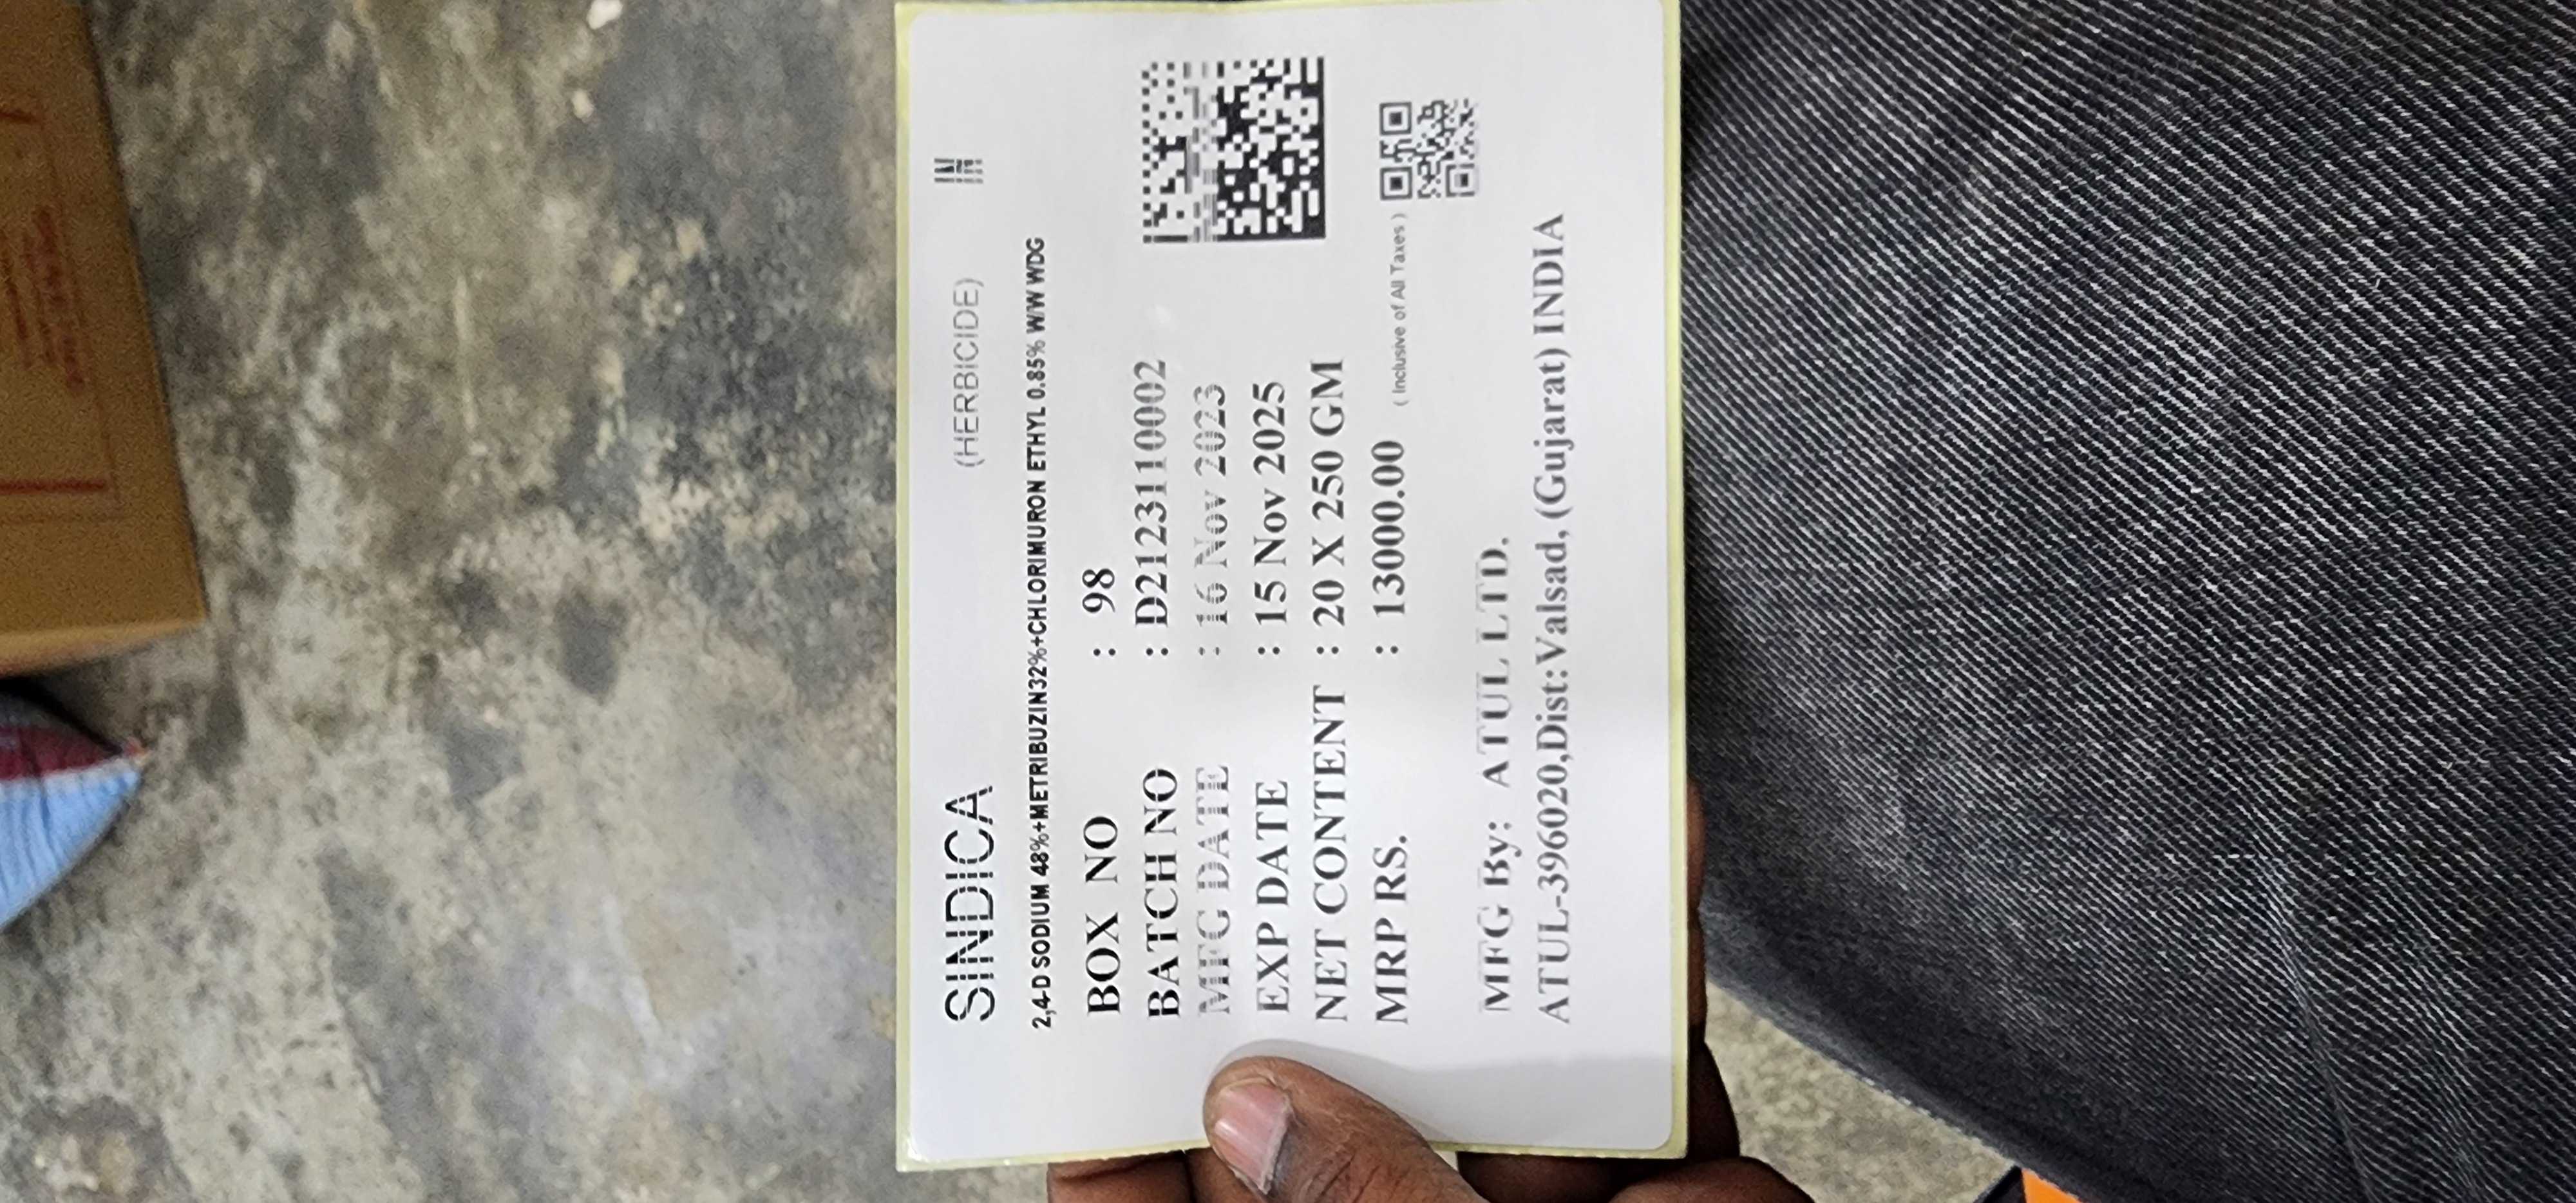 SINDICA (HERBICIDE) IN
2,4-D SODIUM 48%+METRIBUZIN32%+CHLORIMURON ETHYL 0.85% W/W WDG
BOX NO : 98
BATCH NO : D2123110002
MFG DATE : 16 Nov 2023
EXP DATE : 15 Nov 2025
NET CONTENT : 20 X 250 GM
MRP RS. : 13000.00 ( Inclusive of All Taxes )
MFG By: ATUL LTD.
ATUL-396020,Dist:Valsad, (Gujarat) INDIA